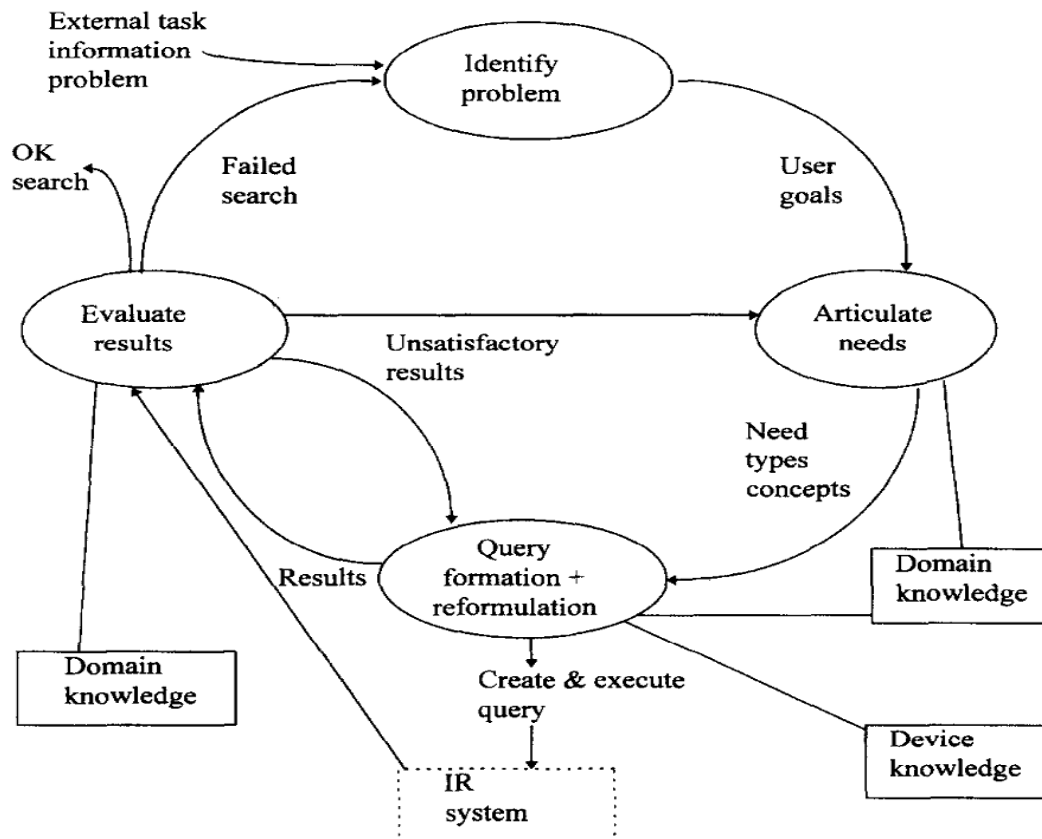 External task
information
problem
Identify
problem
OK
search
Failed
search
User
goals
Evaluate
results
Articulate
needs
Unsatisfactory
results
Need
types
concepts
Results
Query
formation +
reformulation
Domain
knowledge
Domain
knowledge
Create & execute
query
Device
knowledge
IR
system